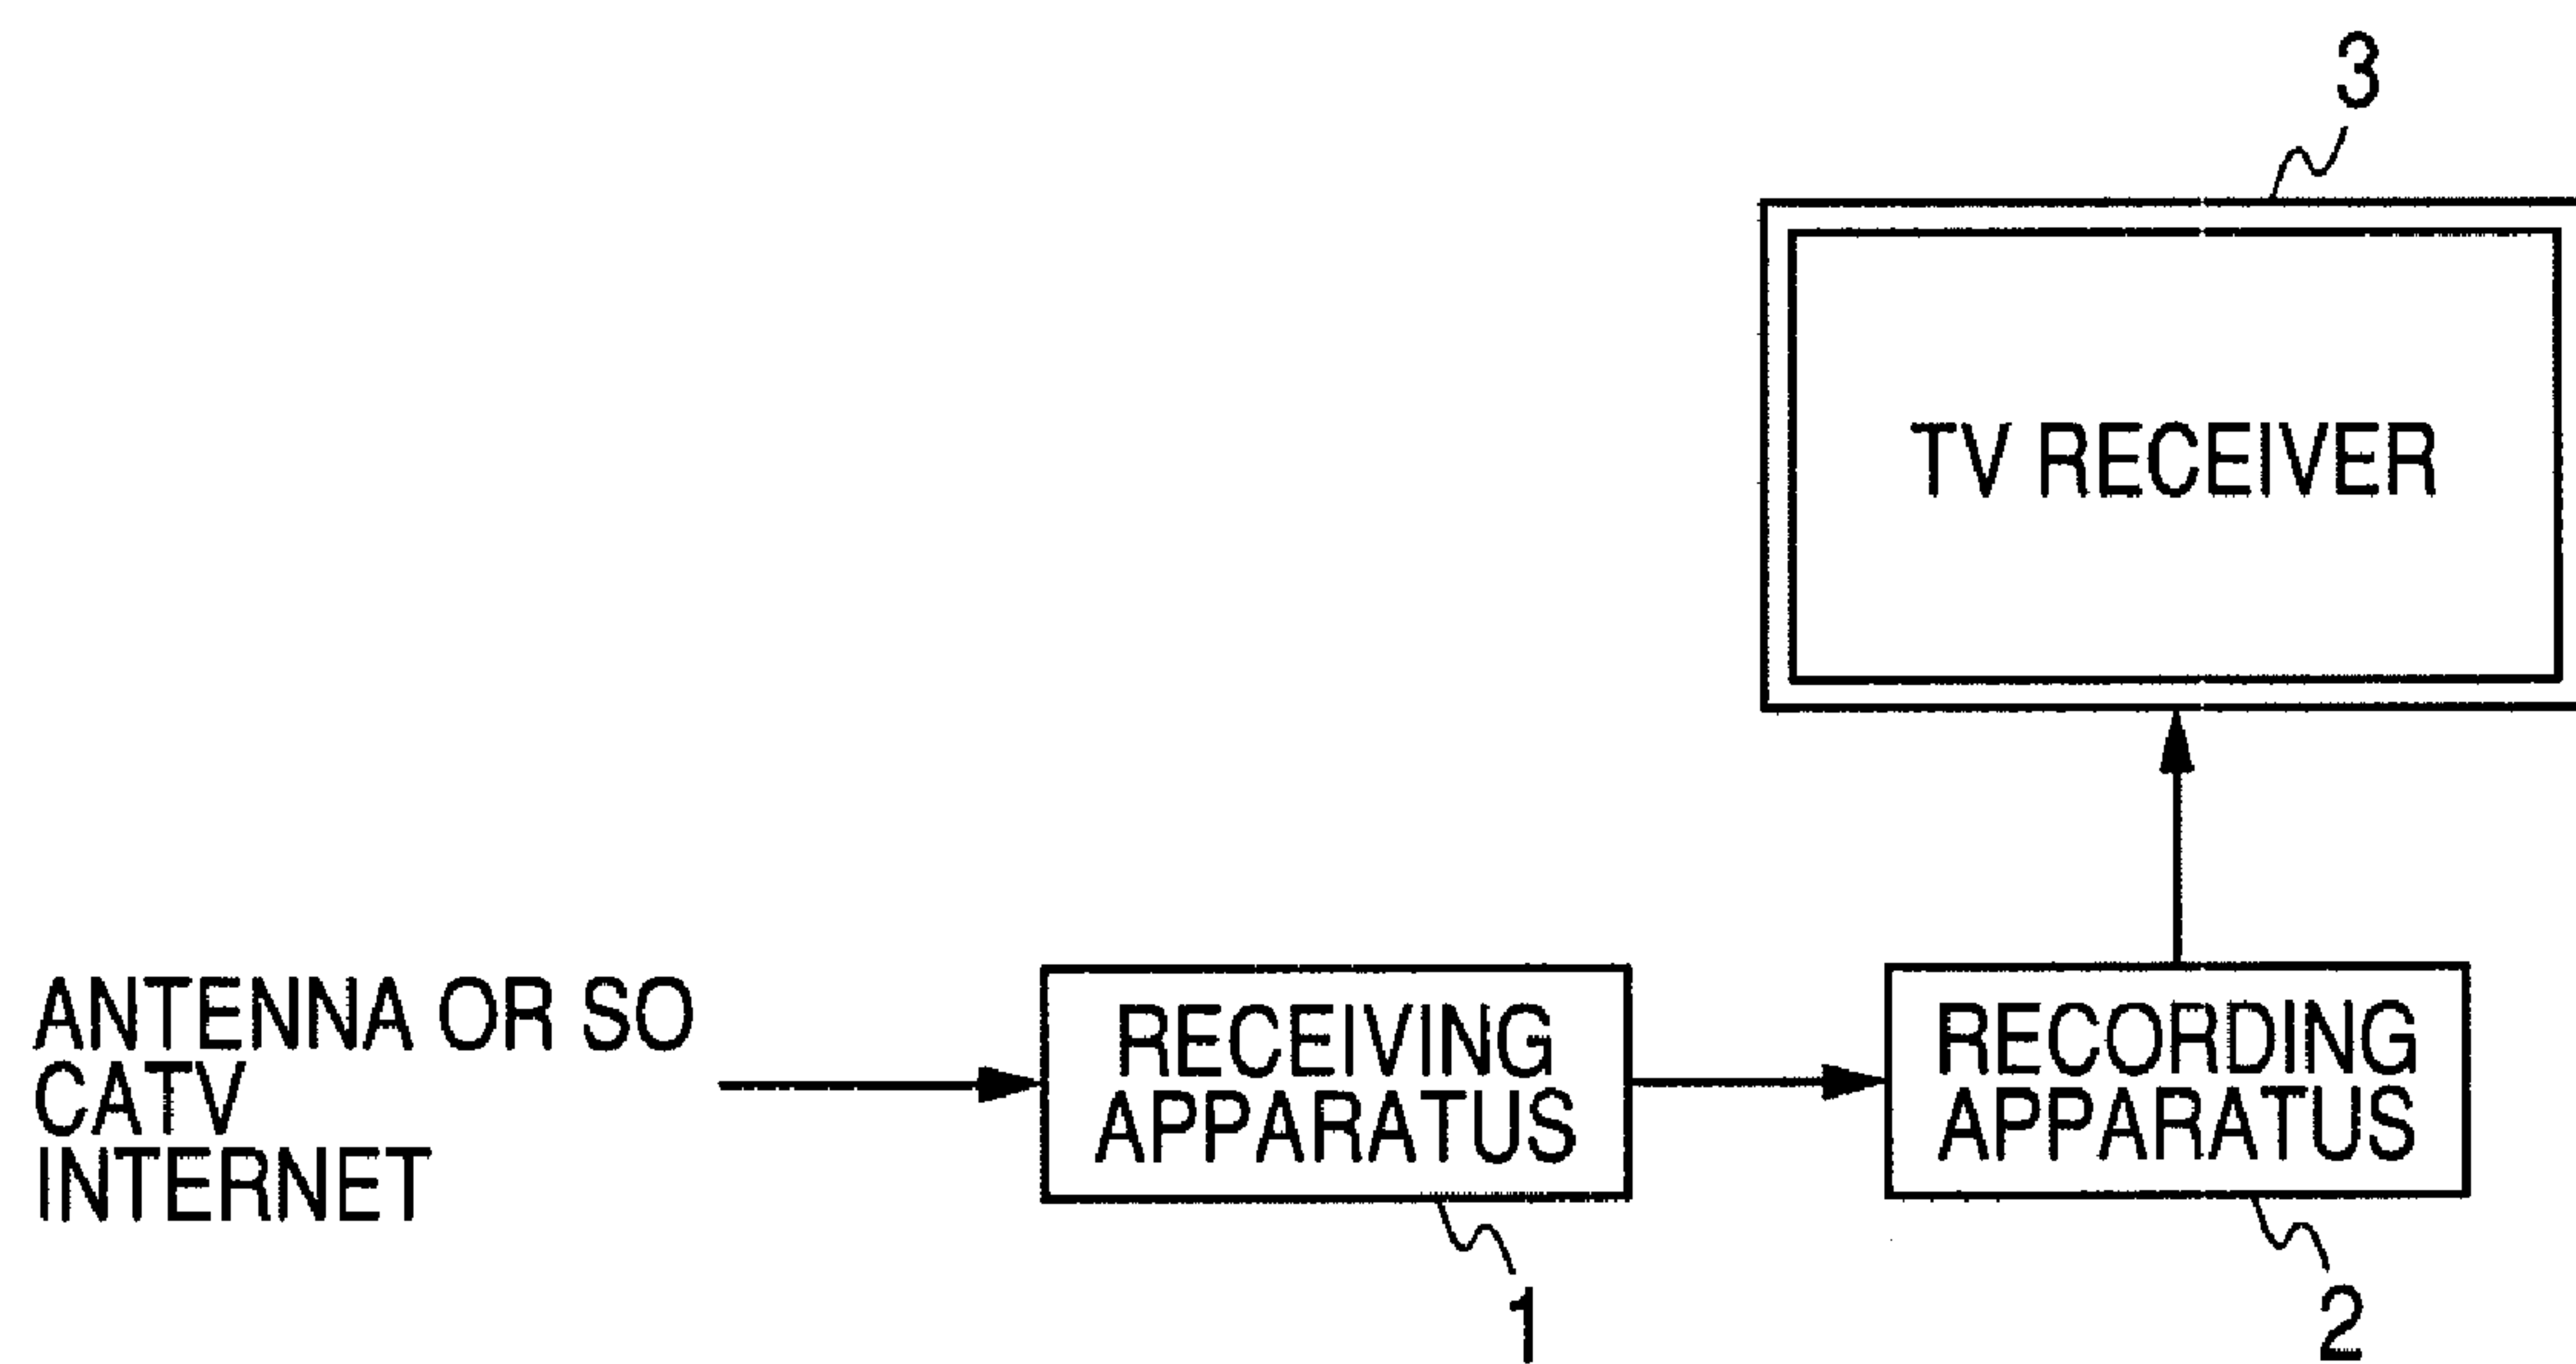 3
TV RECEIVER
ANTENNA OR SO
CATV
INTERNET
RECEIVING
APPARATUS
RECORDING
APPARATUS
1
2